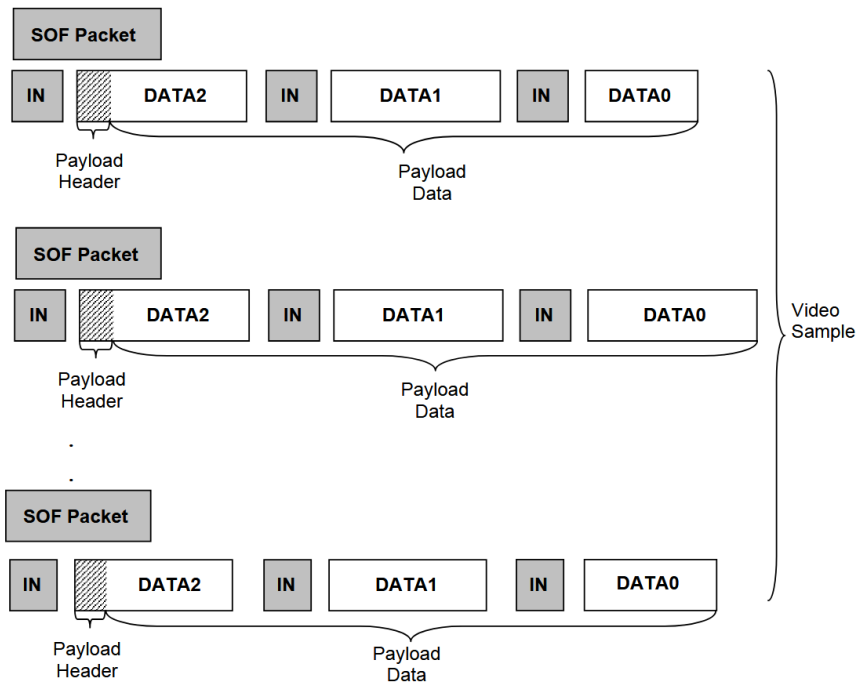 SOF Packet
IN DATA2 IN DATA1 IN DATA0
Payload
Header
Payload
Data
SOF Packet
IN DATA2 IN DATA1 IN DATA0
Video
Sample
Payload
Header
Payload
Data
.
.
SOF Packet
IN DATA2 IN DATA1 IN DATA0
Payload
Header
Payload
Data